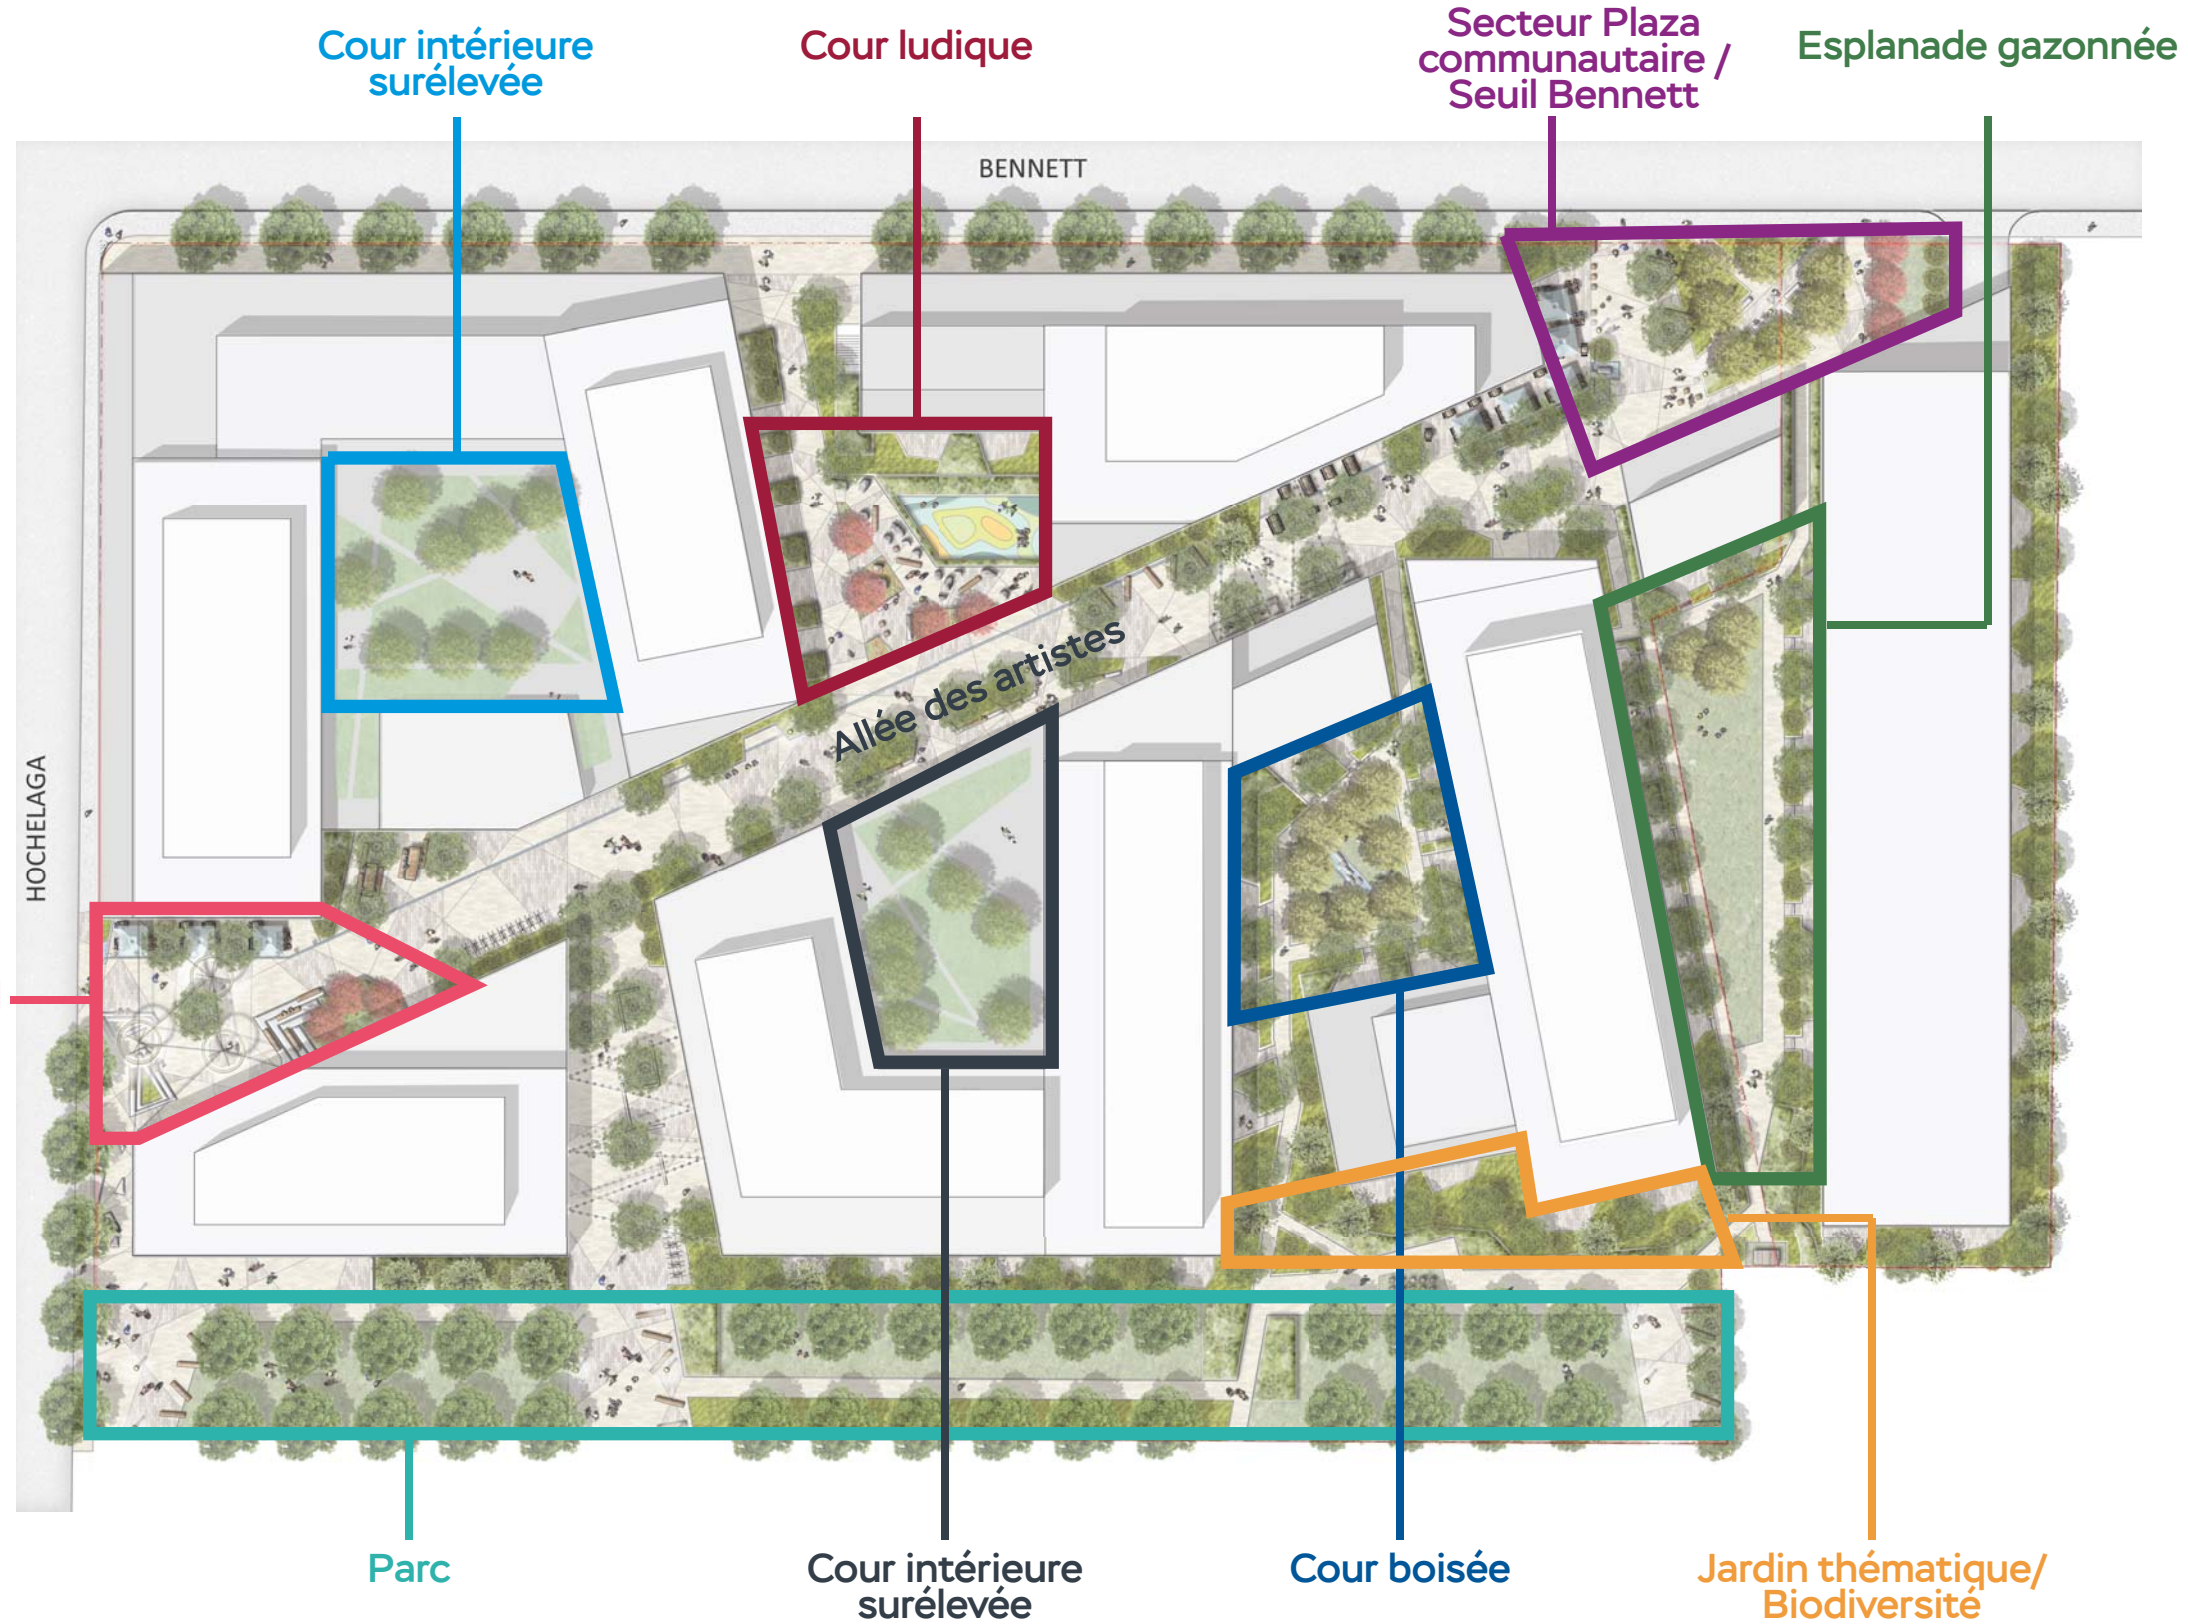 Cour intérieure
surélevée
Cour ludique
Secteur Plaza
communautaire /
Seuil Bennett
Esplanade gazonnée
BENNETT
Allée des artistes
HOCHELAGA
Parc
Cour intérieure
surélevée
Cour boisée
Jardin thématique/
Biodiversité